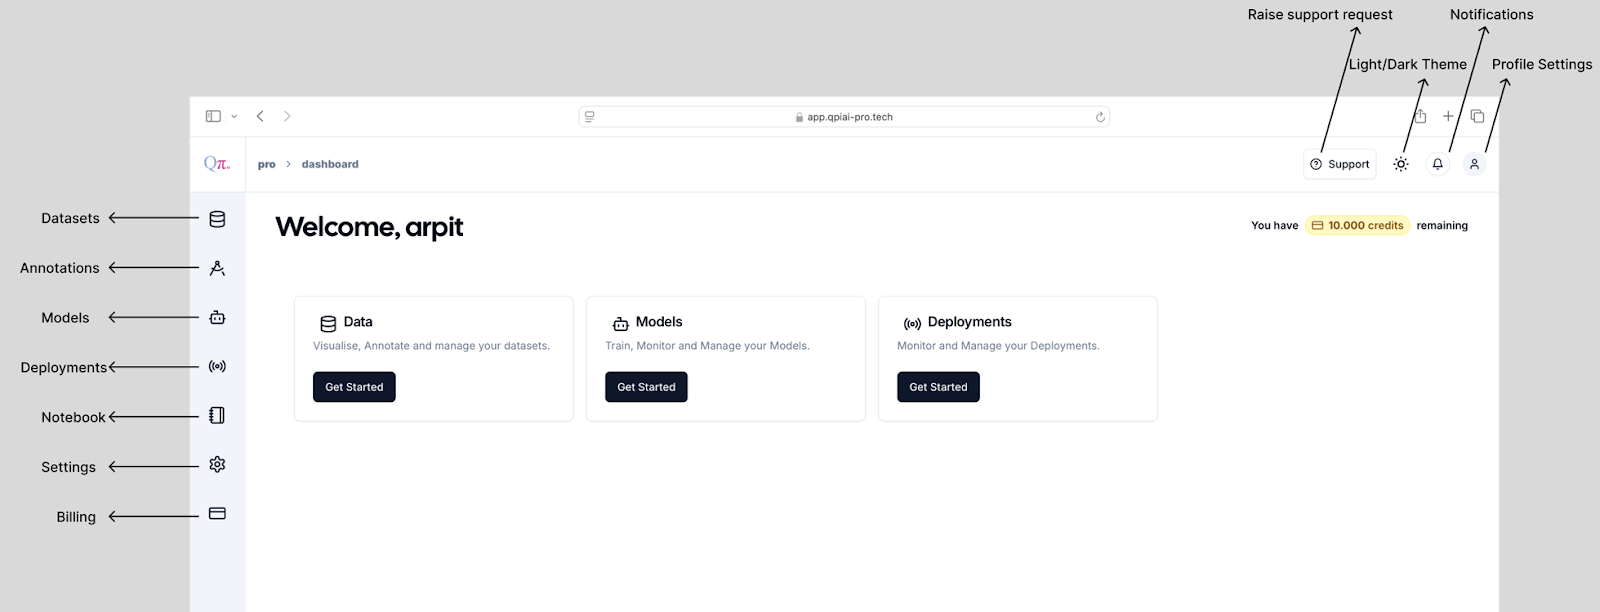 Raise support request
Notifications
Light/Dark Theme
Profile Settings
app.qpiai-pro.tech
Qπ
pro > dashboard
Support
Datasets
Annotations
Models
Deployments
Notebook
Settings
Billing
Welcome, arpit
You have 10.000 credits remaining
Data
Visualise, Annotate and manage your datasets.
Get Started
Models
Train, Monitor and Manage your Models.
Get Started
Deployments
Monitor and Manage your Deployments.
Get Started